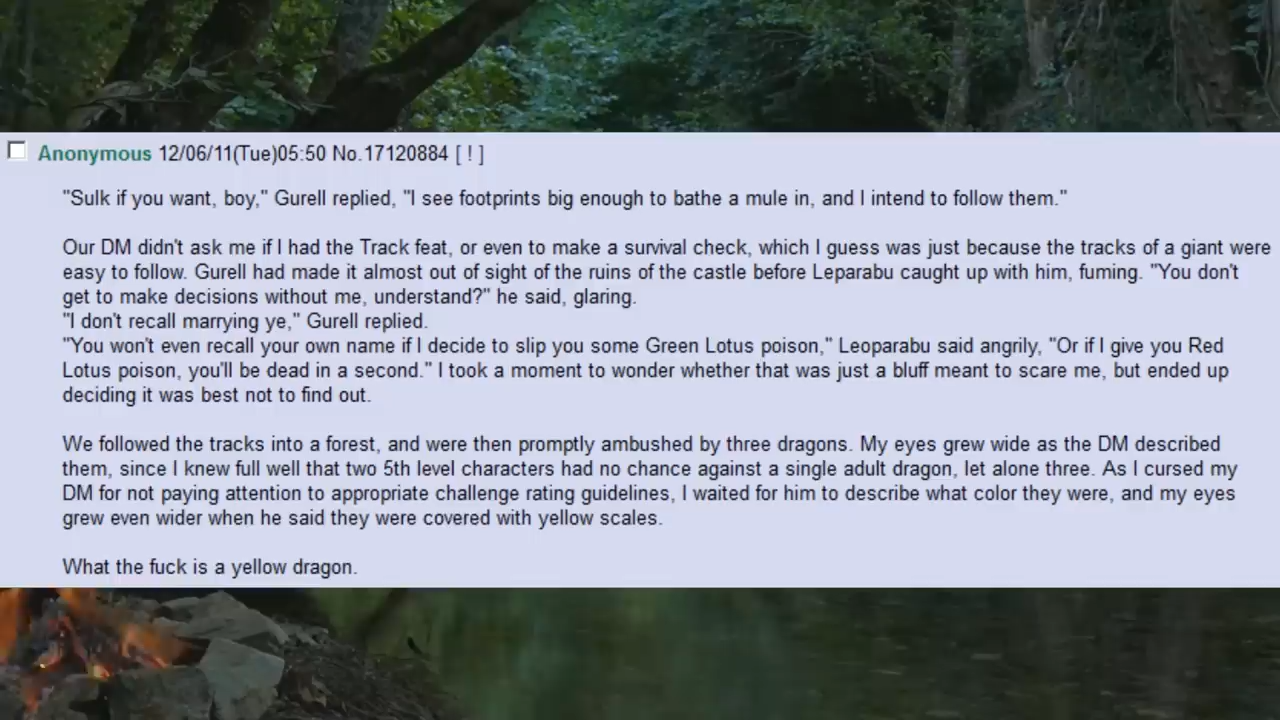 Anonymous 12/06/11(Tue)05:50 No.17120884 [ ! ]
"Sulk if you want, boy," Gurell replied, "I see footprints big enough to bathe a mule in, and I intend to follow them."
Our DM didn't ask me if I had the Track feat, or even to make a survival check, which I guess was just because the tracks of a giant were
easy to follow. Gurell had made it almost out of sight of the ruins of the castle before Leparabu caught up with him, fuming. "You don't
get to make decisions without me, understand?" he said, glaring.
"I don't recall marrying ye," Gurell replied.
"You won't even recall your own name if I decide to slip you some Green Lotus poison," Leoparabu said angrily, "Or if I give you Red
Lotus poison, you'll be dead in a second." I took a moment to wonder whether that was just a bluff meant to scare me, but ended up
deciding it was best not to find out.
We followed the tracks into a forest, and were then promptly ambushed by three dragons. My eyes grew wide as the DM described
them, since I knew full well that two 5th level characters had no chance against a single adult dragon, let alone three. As I cursed my
DM for not paying attention to appropriate challenge rating guidelines, I waited for him to describe what color they were, and my eyes
grew even wider when he said they were covered with yellow scales.
What the fuck is a yellow dragon.